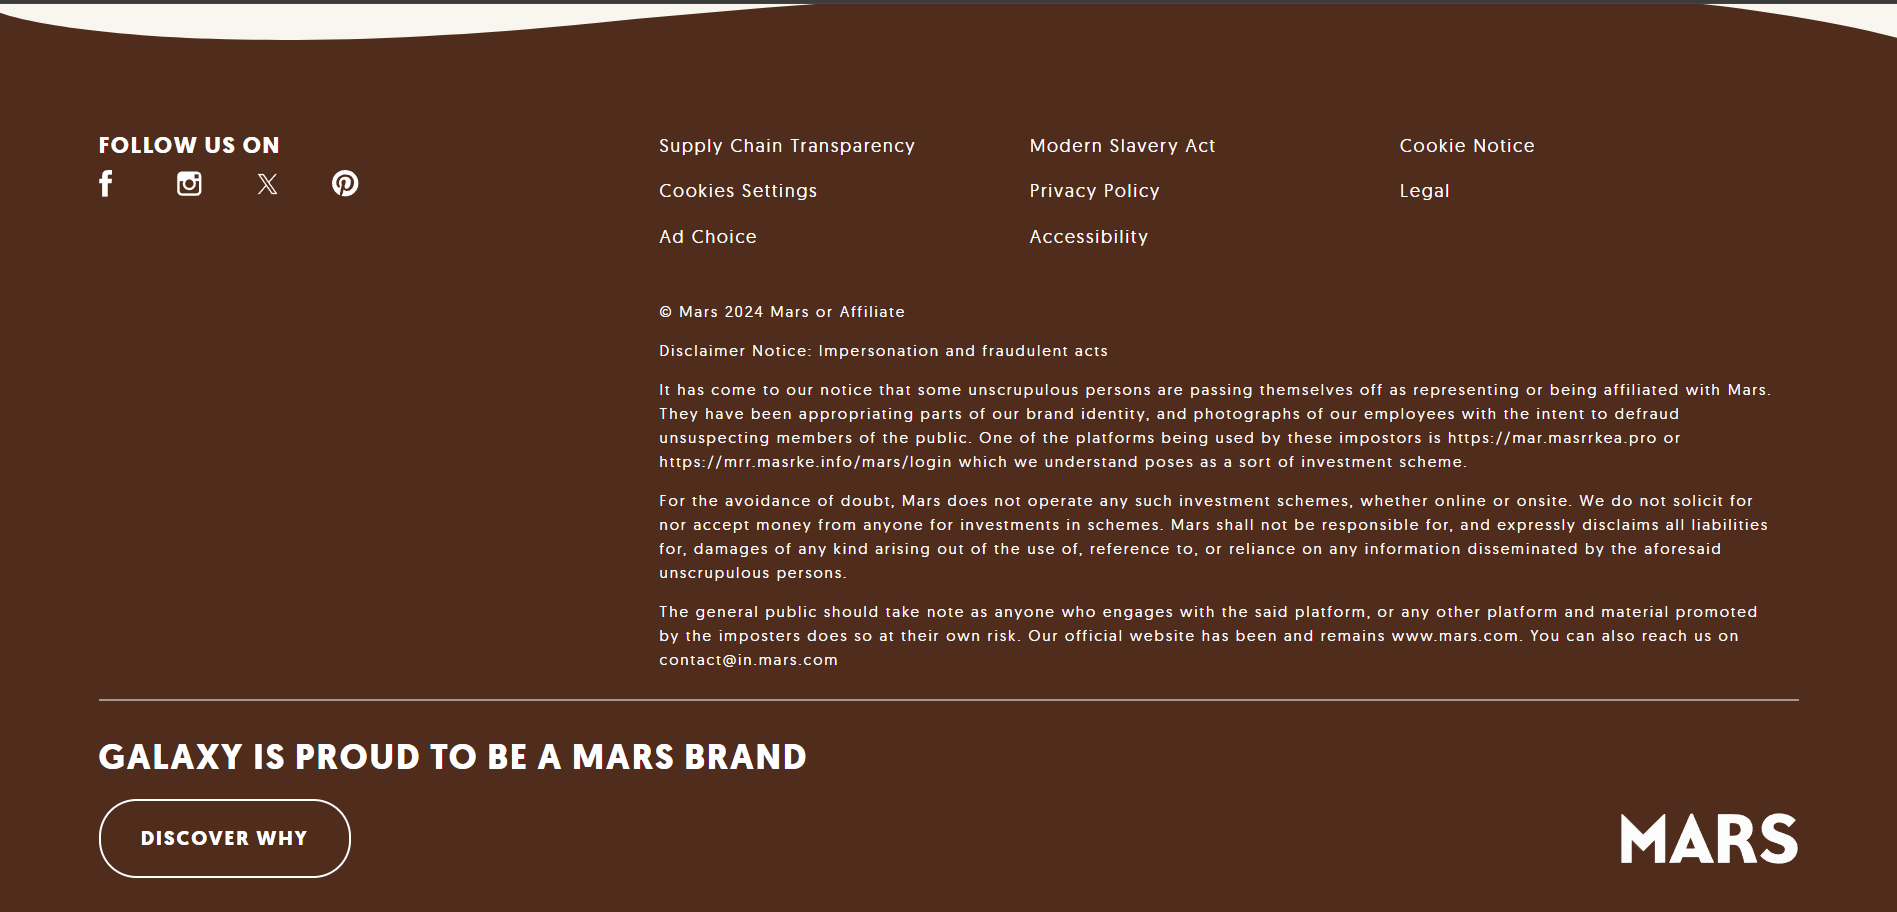 FOLLOW US ON
Supply Chain Transparency
Modern Slavery Act
Cookie Notice
Cookies Settings
Privacy Policy
Legal
Ad Choice
Accessibility
© Mars 2024 Mars or Affiliate
Disclaimer Notice: Impersonation and fraudulent acts
It has come to our notice that some unscrupulous persons are passing themselves off as representing or being affiliated with Mars.
They have been appropriating parts of our brand identity, and photographs of our employees with the intent to defraud
unsuspecting members of the public. One of the platforms being used by these impostors is https://mar.masrrkea.pro or
https://mrr.masrke.info/mars/login which we understand poses as a sort of investment scheme.
For the avoidance of doubt, Mars does not operate any such investment schemes, whether online or onsite. We do not solicit for
nor accept money from anyone for investments in schemes. Mars shall not be responsible for, and expressly disclaims all liabilities
for, damages of any kind arising out of the use of, reference to, or reliance on any information disseminated by the aforesaid
unscrupulous persons.
The general public should take note as anyone who engages with the said platform, or any other platform and material promoted
by the imposters does so at their own risk. Our official website has been and remains www.mars.com. You can also reach us on
contact@in.mars.com
GALAXY IS PROUD TO BE A MARS BRAND
DISCOVER WHY
MARS